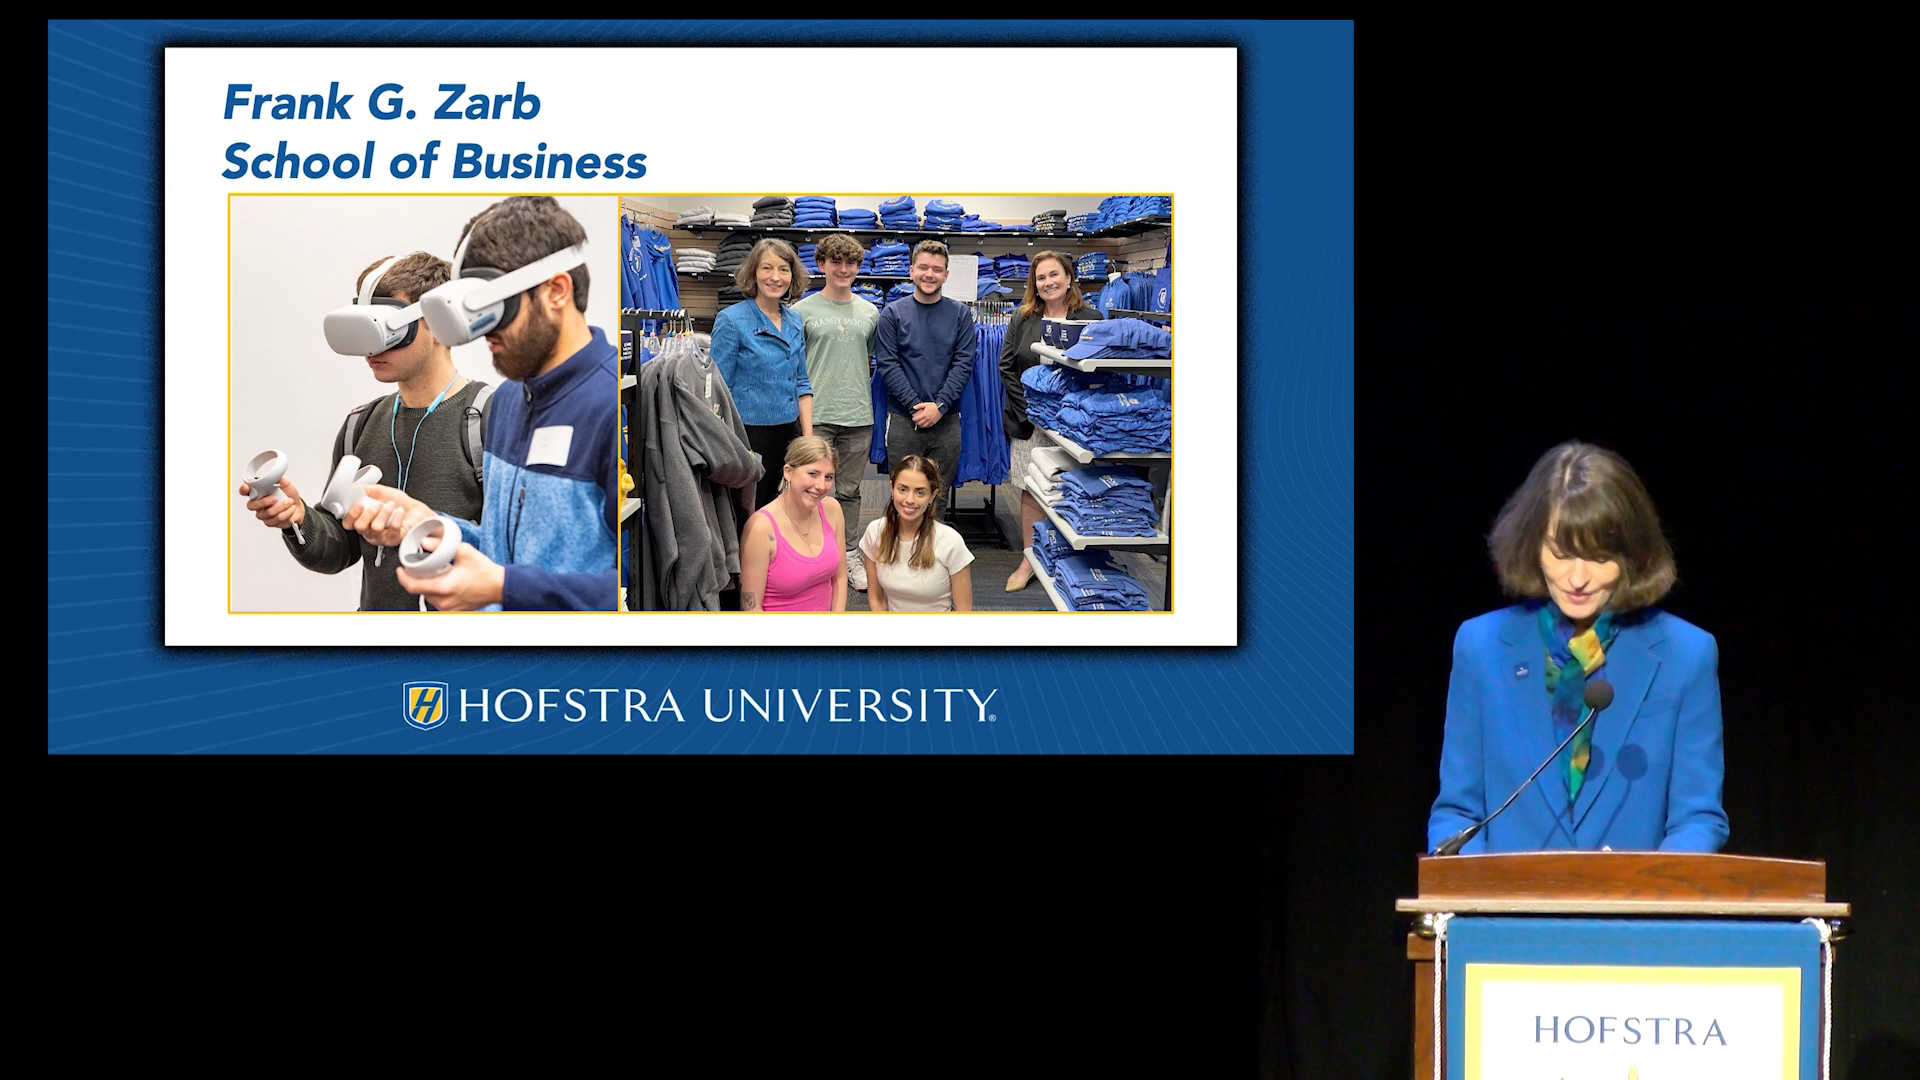 Frank G. Zarb
School of Business
HOFSTRA UNIVERSITY®
HOFSTRA